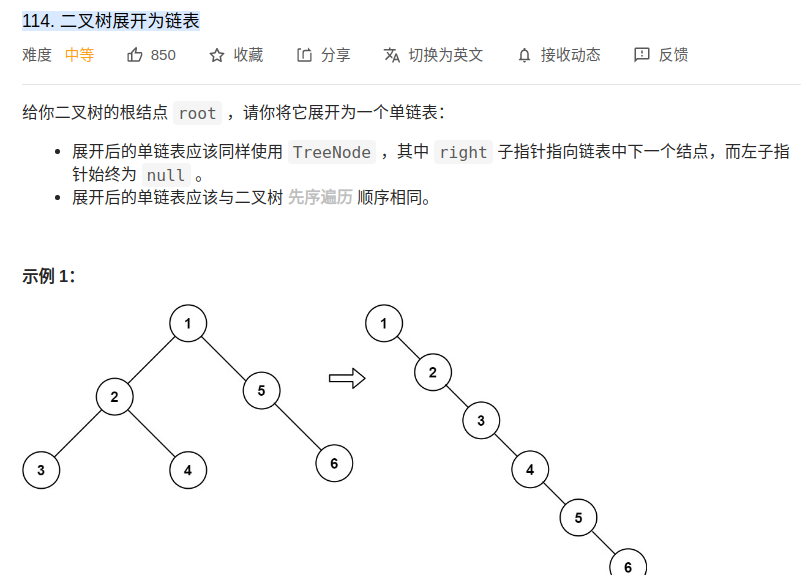 114. 二叉树展开为链表
难度 中等 850 收藏 分享 切换为英文 接收动态 反馈
给你二叉树的根结点 root ，请你将它展开为一个单链表：
• 展开后的单链表应该同样使用 TreeNode ，其中 right 子指针指向链表中下一个结点，而左子指
针始终为 null 。
• 展开后的单链表应该与二叉树 先序遍历 顺序相同。
示例 1：
1 1
2 5 2
3 4 6 3
4
5
6